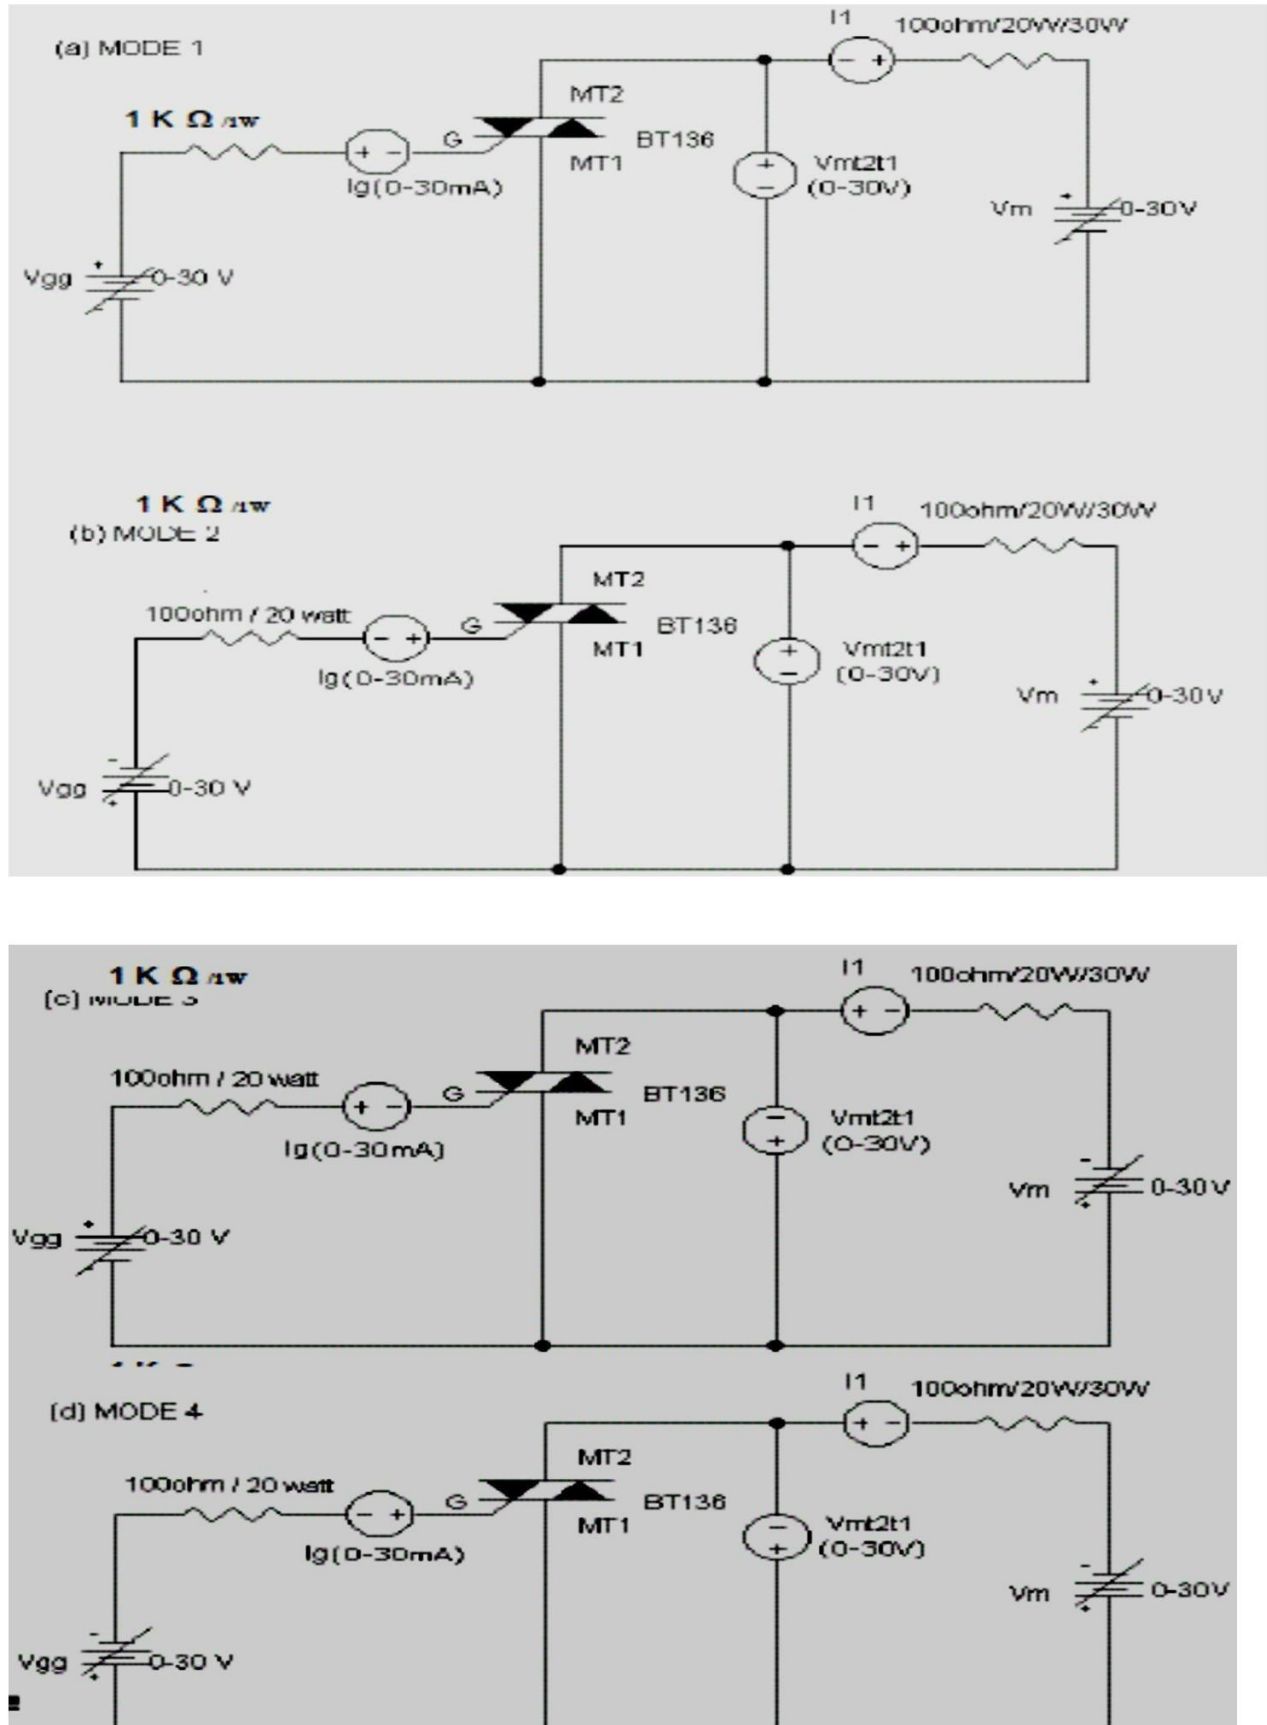 (a) MODE 1
I1
100ohm/20W/30W
MT2
1 K Ω /1W
G
BT136
MT1
Ig(0-30mA)
+ -
- +
Vmt2t1
(0-30V)
+
-
Vm
+
-
0-30V
Vgg
+
-
0-30 V
1 K Ω /1W
(b) MODE 2
I1
100ohm/20W/30W
- +
MT2
100ohm / 20 watt
G
BT136
MT1
- +
Ig(0-30mA)
Vmt2t1
(0-30V)
+
-
Vm
+
-
0-30V
Vgg
-
+
0-30 V
1 K Ω /1W
(c) MODE 3
I1
100ohm/20W/30W
+ -
MT2
100ohm / 20 watt
G
BT136
MT1
+ -
Ig(0-30mA)
Vmt2t1
(0-30V)
-
+
Vm
-
+
0-30V
Vgg
+
-
0-30 V
(d) MODE 4
I1
100ohm/20W/30W
+ -
MT2
100ohm / 20 watt
G
BT136
MT1
- +
Ig(0-30mA)
Vmt2t1
(0-30V)
-
+
Vm
-
+
0-30V
Vgg
-
+
0-30 V